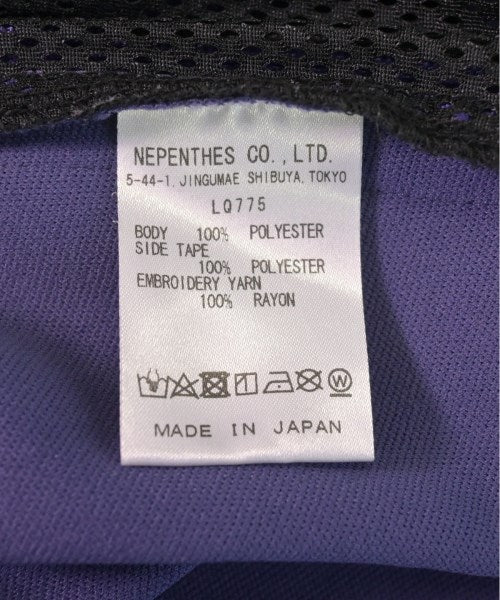 NEPENTHES CO.,LTD.
5-44-1, JINGUMAE SHIBUYA, TOKYO
LQ775
BODY 100% POLYESTER
SIDE TAPE
100% POLYESTER
EMBROIDERY YARN
100% RAYON
W
MADE IN JAPAN